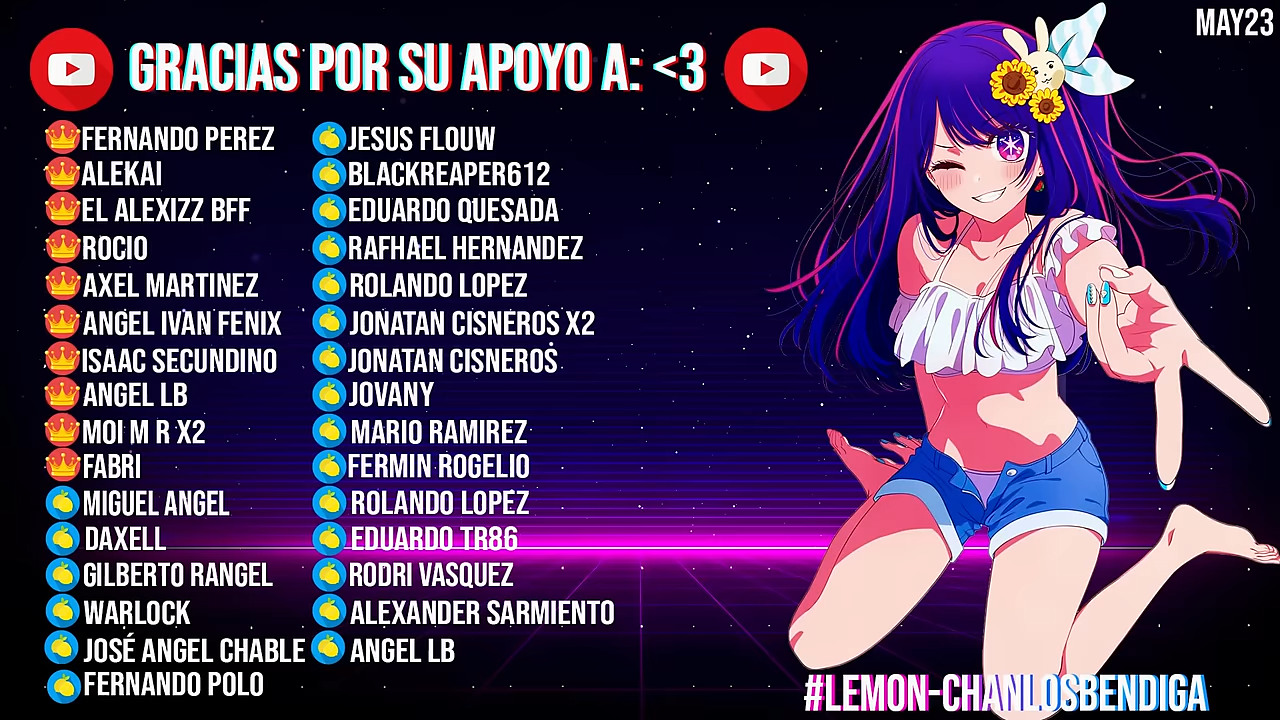 MAY23
GRACIAS POR SU APOYO A: <3
FERNANDO PEREZ
ALEKAI
EL ALEXIZZ BFF
ROCIO
AXEL MARTINEZ
ANGEL IVAN FENIX
ISAAC SECUNDINO
ANGEL LB
MOI M R X2
FABRI
MIGUEL ANGEL
DAXELL
GILBERTO RANGEL
WARLOCK
JOSÉ ANGEL CHABLE
FERNANDO POLO
JESUS FLOUW
BLACKREAPER612
EDUARDO QUESADA
RAFHAEL HERNANDEZ
ROLANDO LOPEZ
JONATAN CISNEROS X2
JONATAN CISNEROS
JOVANY
MARIO RAMIREZ
FERMIN ROGELIO
ROLANDO LOPEZ
EDUARDO TR86
RODRI VASQUEZ
ALEXANDER SARMIENTO
ANGEL LB
#LEMON-CHANLOSBENDIGA